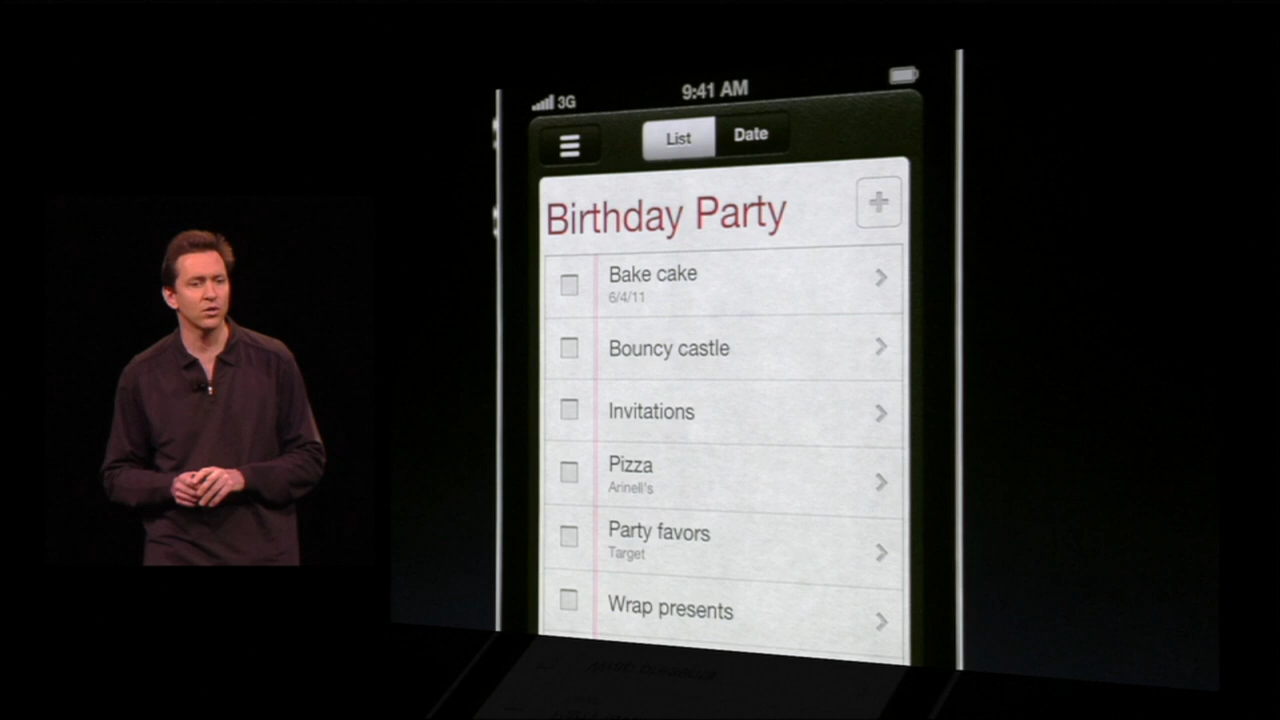 3G 9:41 AM
List Date
Birthday Party
Bake cake
6/4/11
Bouncy castle
Invitations
Pizza
Arinell's
Party favors
Target
Wrap presents